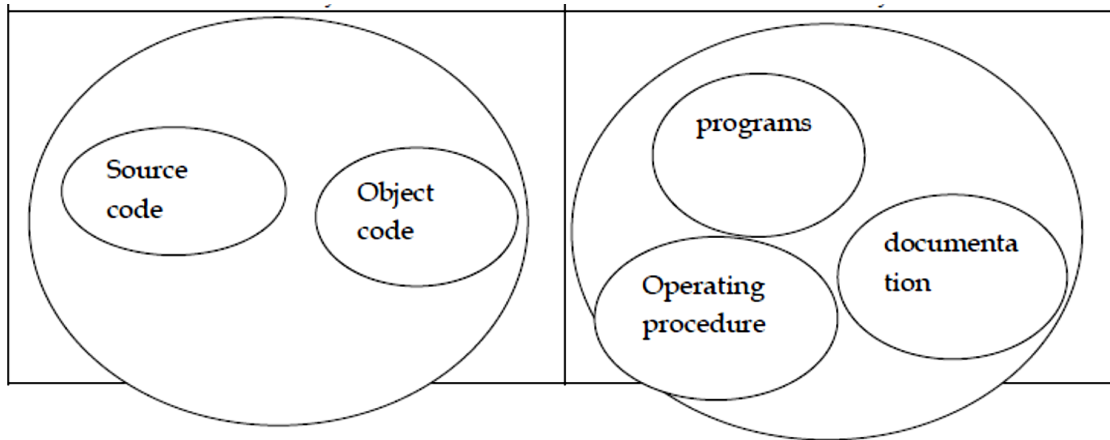 Source
code
Object
code
programs
documenta
tion
Operating
procedure